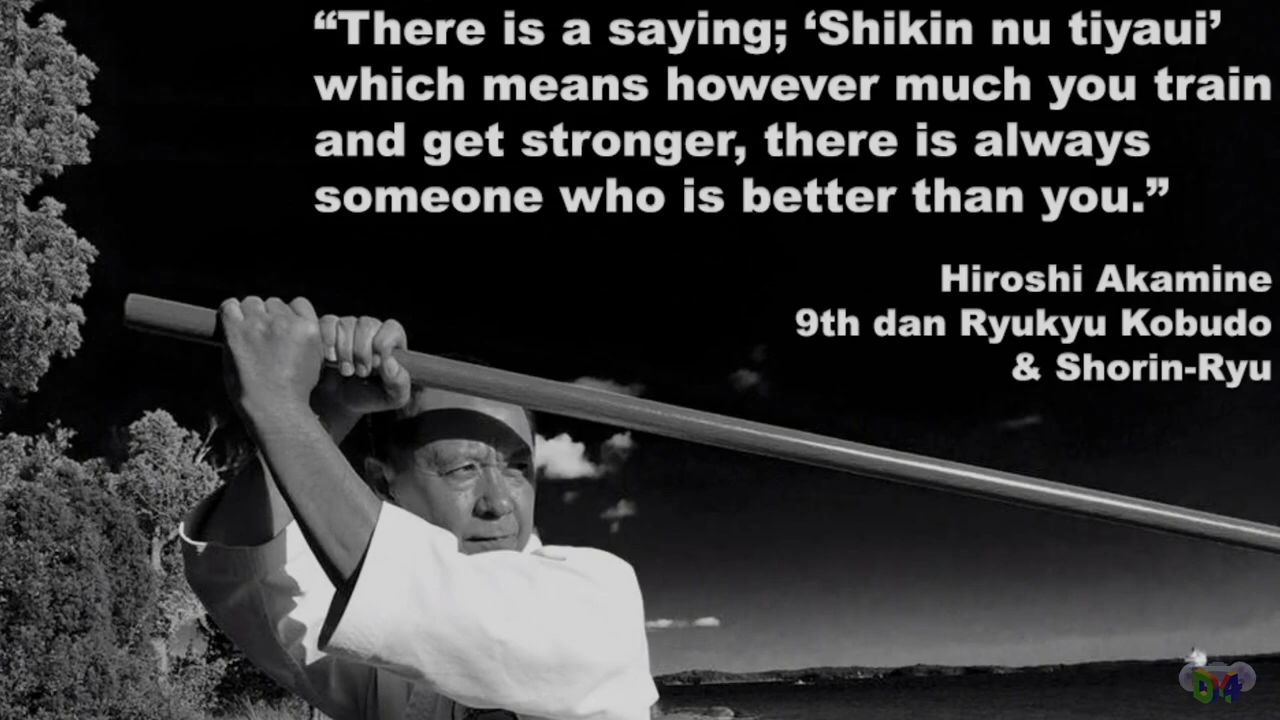 “There is a saying; ‘Shikin nu tiyaui’
which means however much you train
and get stronger, there is always
someone who is better than you.”
Hiroshi Akamine
9th dan Ryukyu Kobudo
& Shorin-Ryu